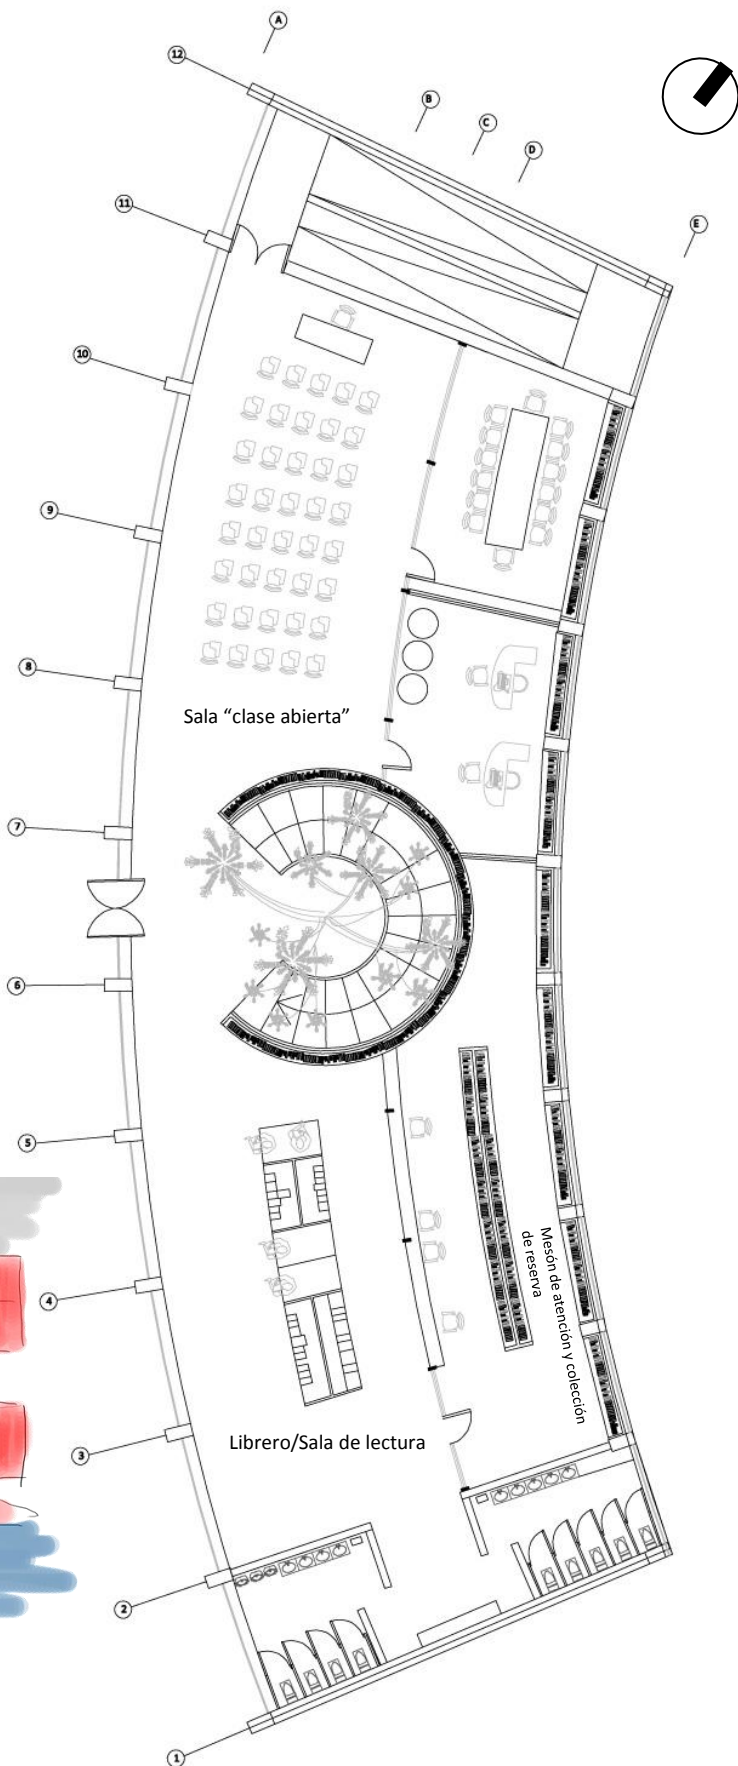 A
12
B
C
D
11
E
10
9
8
Sala “clase abierta”
7
6
5
Mesón de atención y colección
de reserva
4
Librero/Sala de lectura
3
2
1